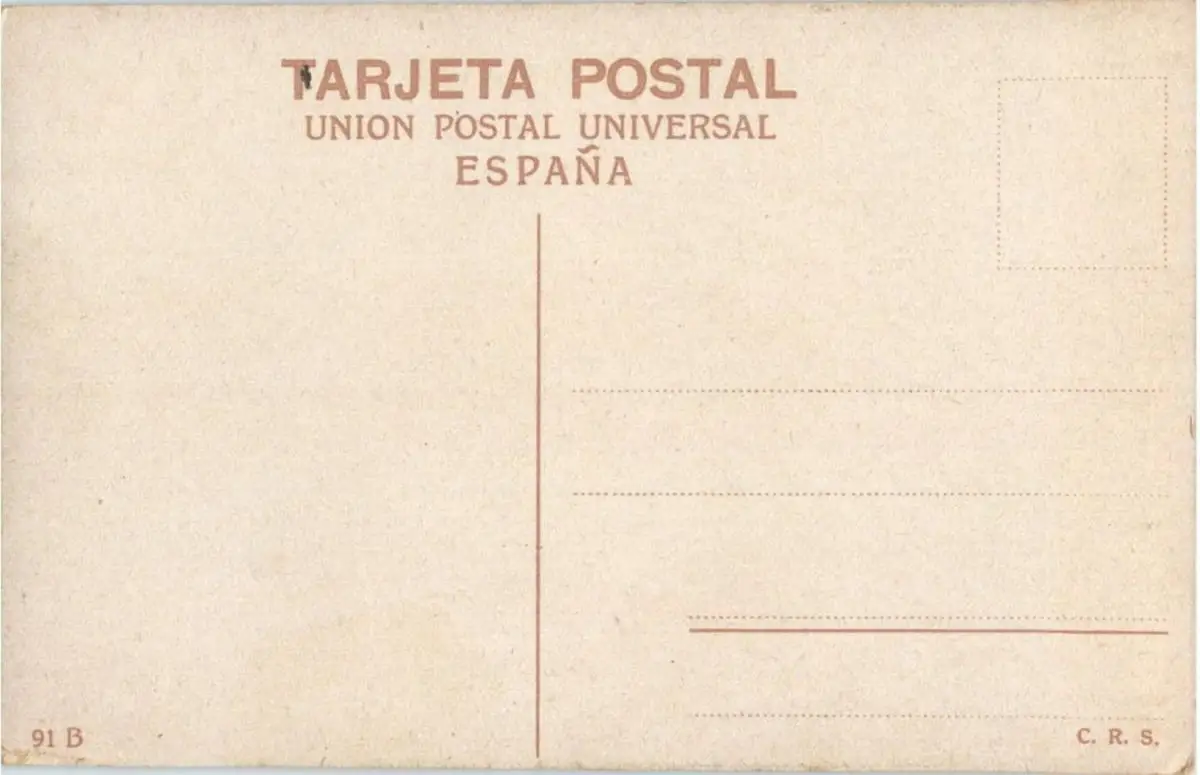 TARJETA POSTAL
UNION POSTAL UNIVERSAL
ESPAÑA
91 B
C. R. S.